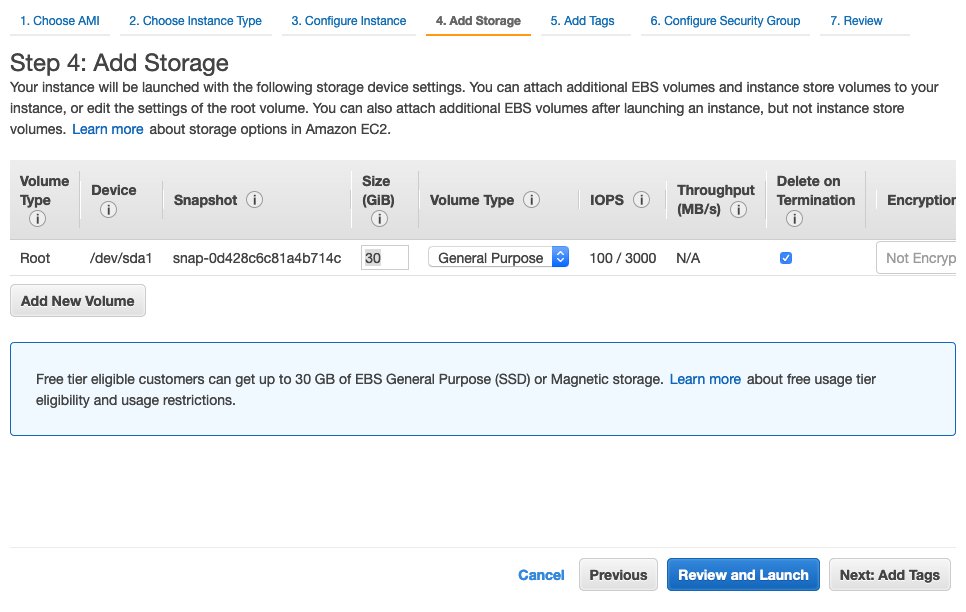 1. Choose AMI 2. Choose Instance Type 3. Configure Instance 4. Add Storage 5. Add Tags 6. Configure Security Group 7. Review
Step 4: Add Storage
Your instance will be launched with the following storage device settings. You can attach additional EBS volumes and instance store volumes to your
instance, or edit the settings of the root volume. You can also attach additional EBS volumes after launching an instance, but not instance store
volumes. Learn more about storage options in Amazon EC2.
Volume Type i Device i Snapshot i Size (GiB) i Volume Type i IOPS i Throughput (MB/s) i Delete on Termination i Encryption
Root /dev/sda1 snap-0d428c6c81a4b714c 30 General Purpose 100 / 3000 N/A Not Encryp
Add New Volume
Free tier eligible customers can get up to 30 GB of EBS General Purpose (SSD) or Magnetic storage. Learn more about free usage tier
eligibility and usage restrictions.
Cancel Previous Review and Launch Next: Add Tags